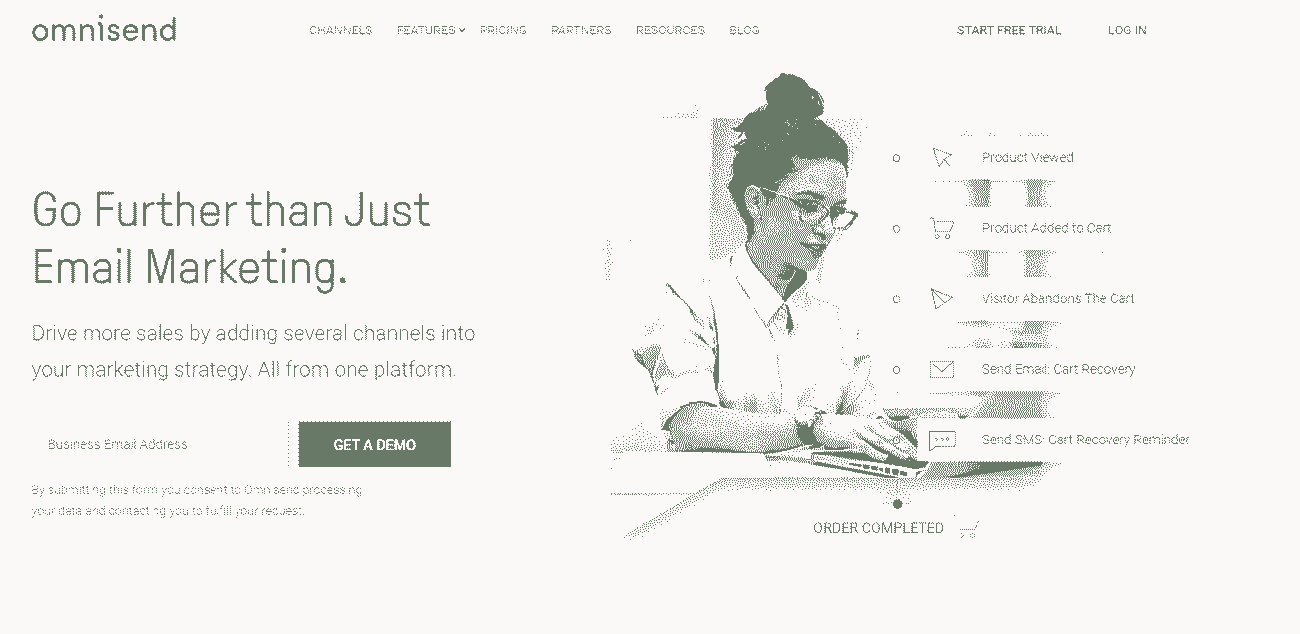 omnisend
CHANNELS FEATURES PRICING PARTNERS RESOURCES BLOG START FREE TRIAL LOG IN
Go Further than Just
Email Marketing.
Drive more sales by adding several channels into
your marketing strategy. All from one platform.
Business Email Address
GET A DEMO
By submitting this form you consent to Omnisend processing
your data and contacting you to fulfill your request.
Product Viewed
Product Added to Cart
Visitor Abandons The Cart
Send Email: Cart Recovery
Send SMS: Cart Recovery Reminder
ORDER COMPLETED